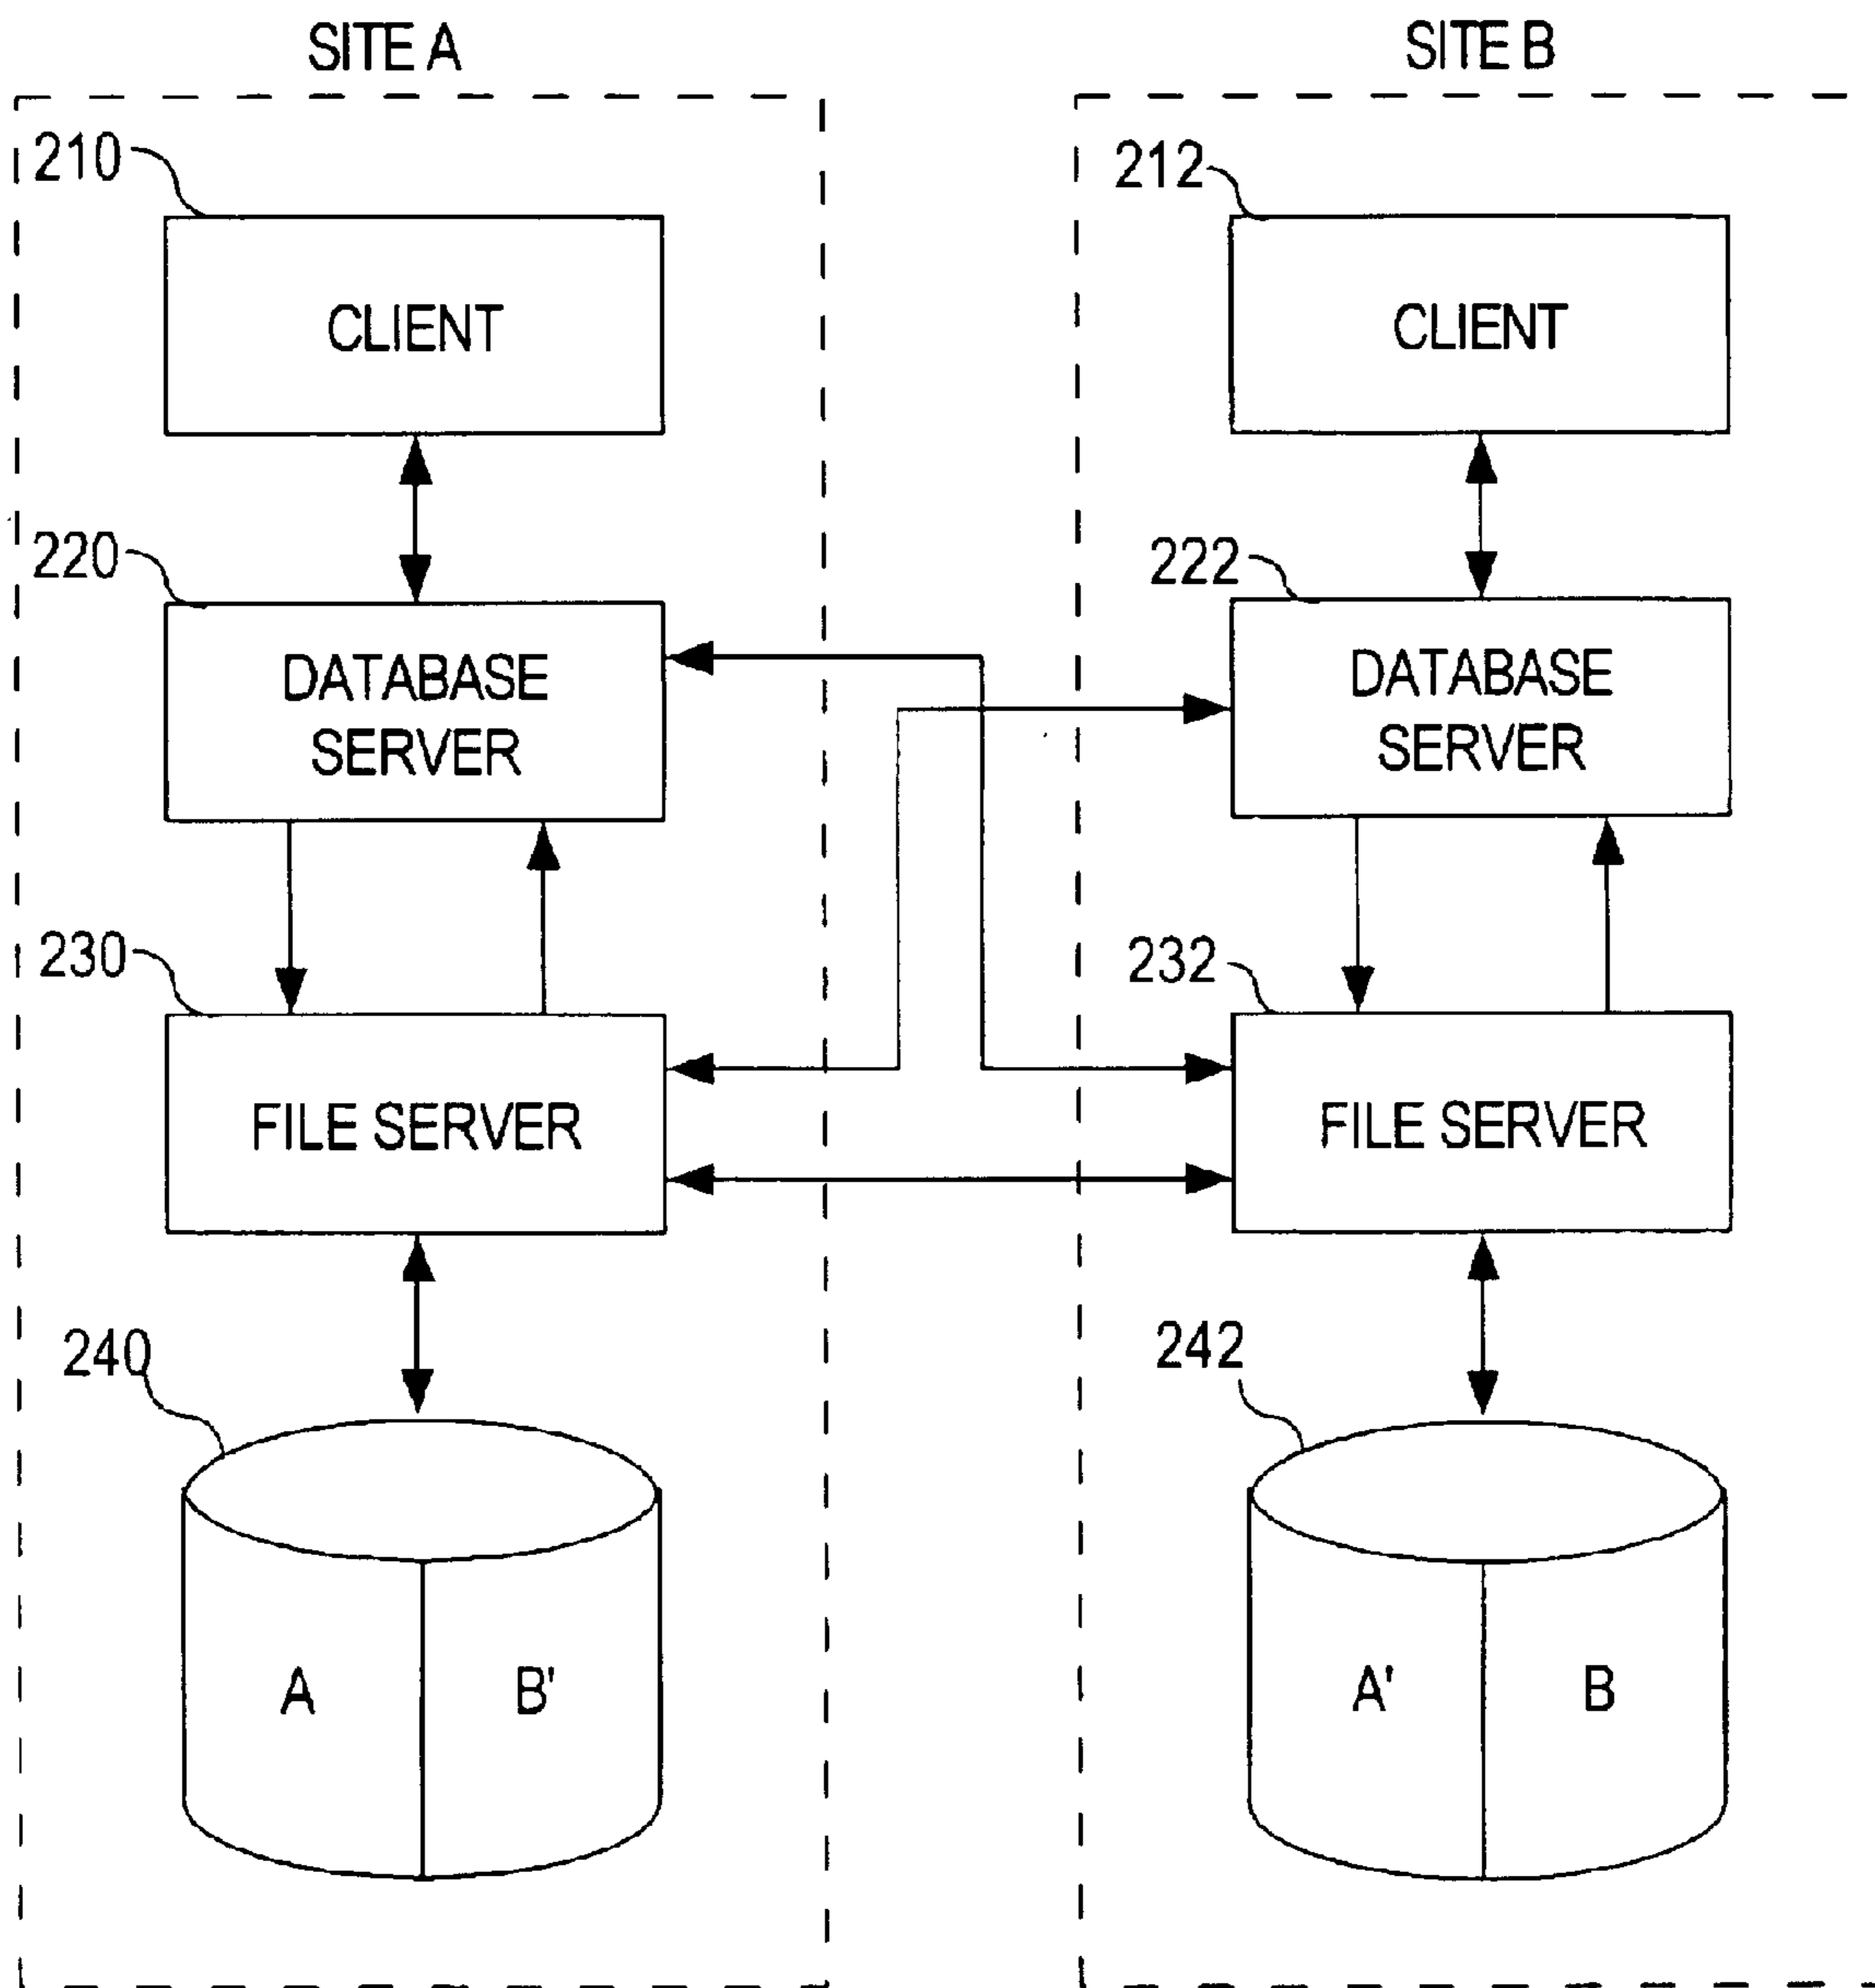 SITE A
SITE B
210
212
CLIENT
CLIENT
220
222
DATABASE
SERVER
DATABASE
SERVER
230
232
FILE SERVER
FILE SERVER
240
242
A
B'
A'
B